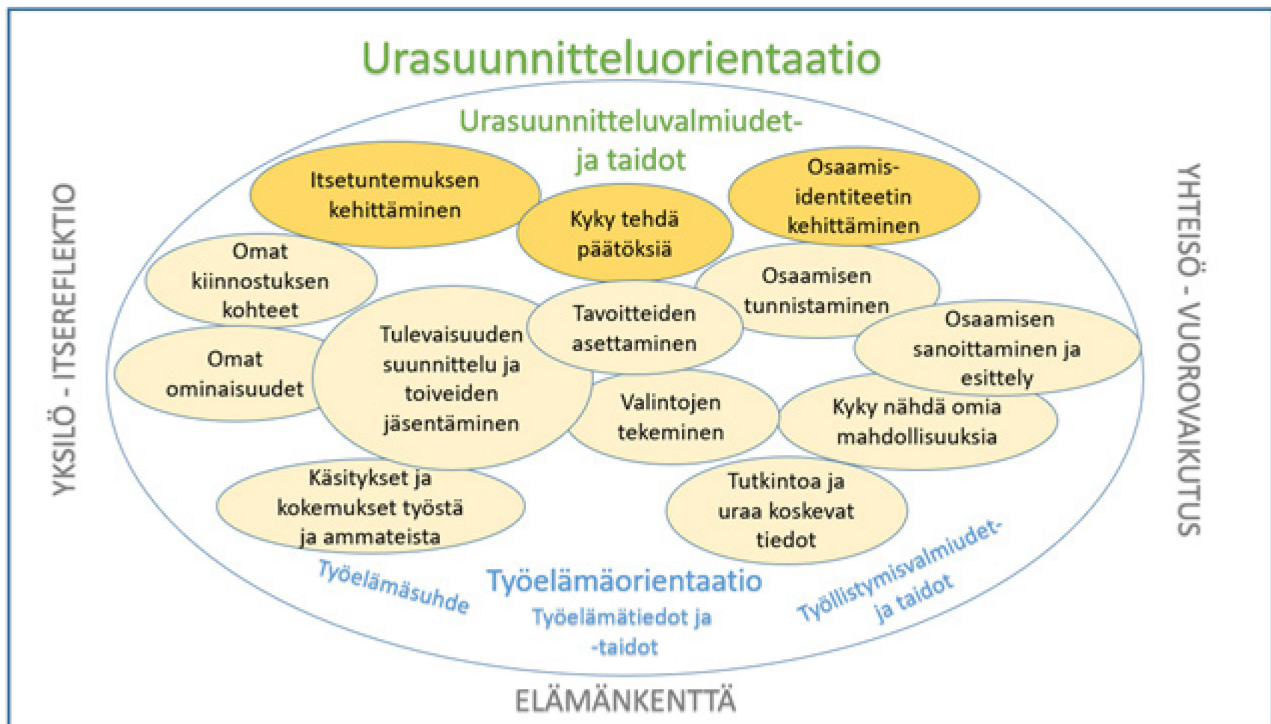 Urasuunnitteluorientaatio
Urasuunnitteluvalmiudet-
ja taidot
YKSILÖ - ITSEREFLEKTIO
YHTEISÖ - VUOROVAIKUTUS
Itsetuntemuksen
kehittäminen
Kyky tehdä
päätöksiä
Osaamis-
identiteetin
kehittäminen
Omat
kiinnostuksen
kohteet
Osaamisen
tunnistaminen
Tulevaisuuden
suunnittelu ja
toiveiden
jäsentäminen
Tavoitteiden
asettaminen
Osaamisen
sanoittaminen ja
esittely
Omat
ominaisuudet
Valintojen
tekeminen
Kyky nähdä omia
mahdollisuuksia
Käsitykset ja
kokemukset työstä
ja ammateista
Tutkintoa ja
uraa koskevat
tiedot
Työelämäsuhde
Työelämäorientaatio
Työelämätiedot ja
-taidot
Työllistymisvalmiudet-
ja taidot
ELÄMÄNKENTTÄ